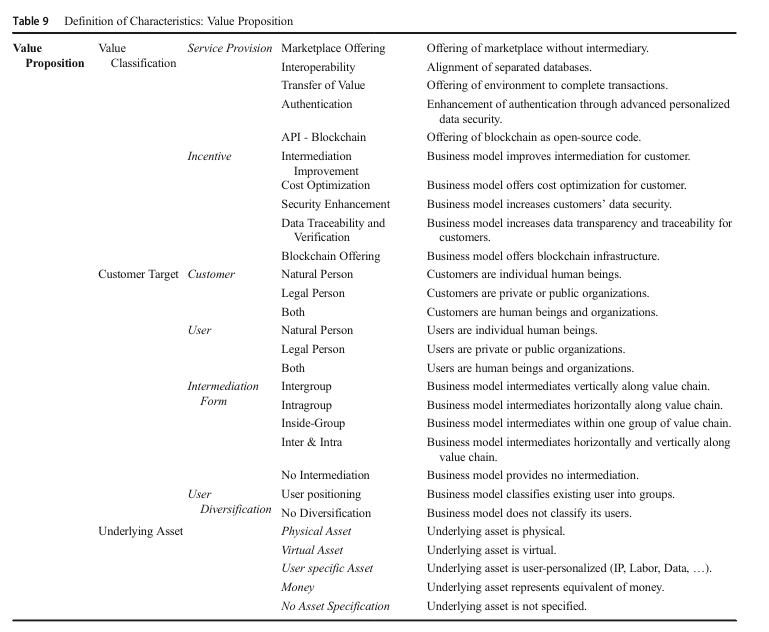 Table 9 Definition of Characteristics: Value Proposition
Value Value Service Provision Marketplace Offering Offering of marketplace without intermediary.
Proposition Classification Interoperability Alignment of separated databases.
Transfer of Value Offering of environment to complete transactions.
Authentication Enhancement of authentication through advanced personalized
data security.
API - Blockchain Offering of blockchain as open-source code.
Incentive Intermediation Business model improves intermediation for customer.
Improvement
Cost Optimization Business model offers cost optimization for customer.
Security Enhancement Business model increases customers' data security.
Data Traceability and Business model increases data transparency and traceability for
Verification customers.
Blockchain Offering Business model offers blockchain infrastructure.
Customer Target Customer Natural Person Customers are individual human beings.
Legal Person Customers are private or public organizations.
Both Customers are human beings and organizations.
User Natural Person Users are individual human beings.
Legal Person Users are private or public organizations.
Both Users are human beings and organizations.
Intermediation Intergroup Business model intermediates vertically along value chain.
Form Intragroup Business model intermediates horizontally along value chain.
Inside-Group Business model intermediates within one group of value chain.
Inter & Intra Business model intermediates horizontally and vertically along
value chain.
No Intermediation Business model provides no intermediation.
User User positioning Business model classifies existing user into groups.
Diversification No Diversification Business model does not classify its users.
Underlying Asset Physical Asset Underlying asset is physical.
Virtual Asset Underlying asset is virtual.
User specific Asset Underlying asset is user-personalized (IP, Labor, Data, …).
Money Underlying asset represents equivalent of money.
No Asset Specification Underlying asset is not specified.